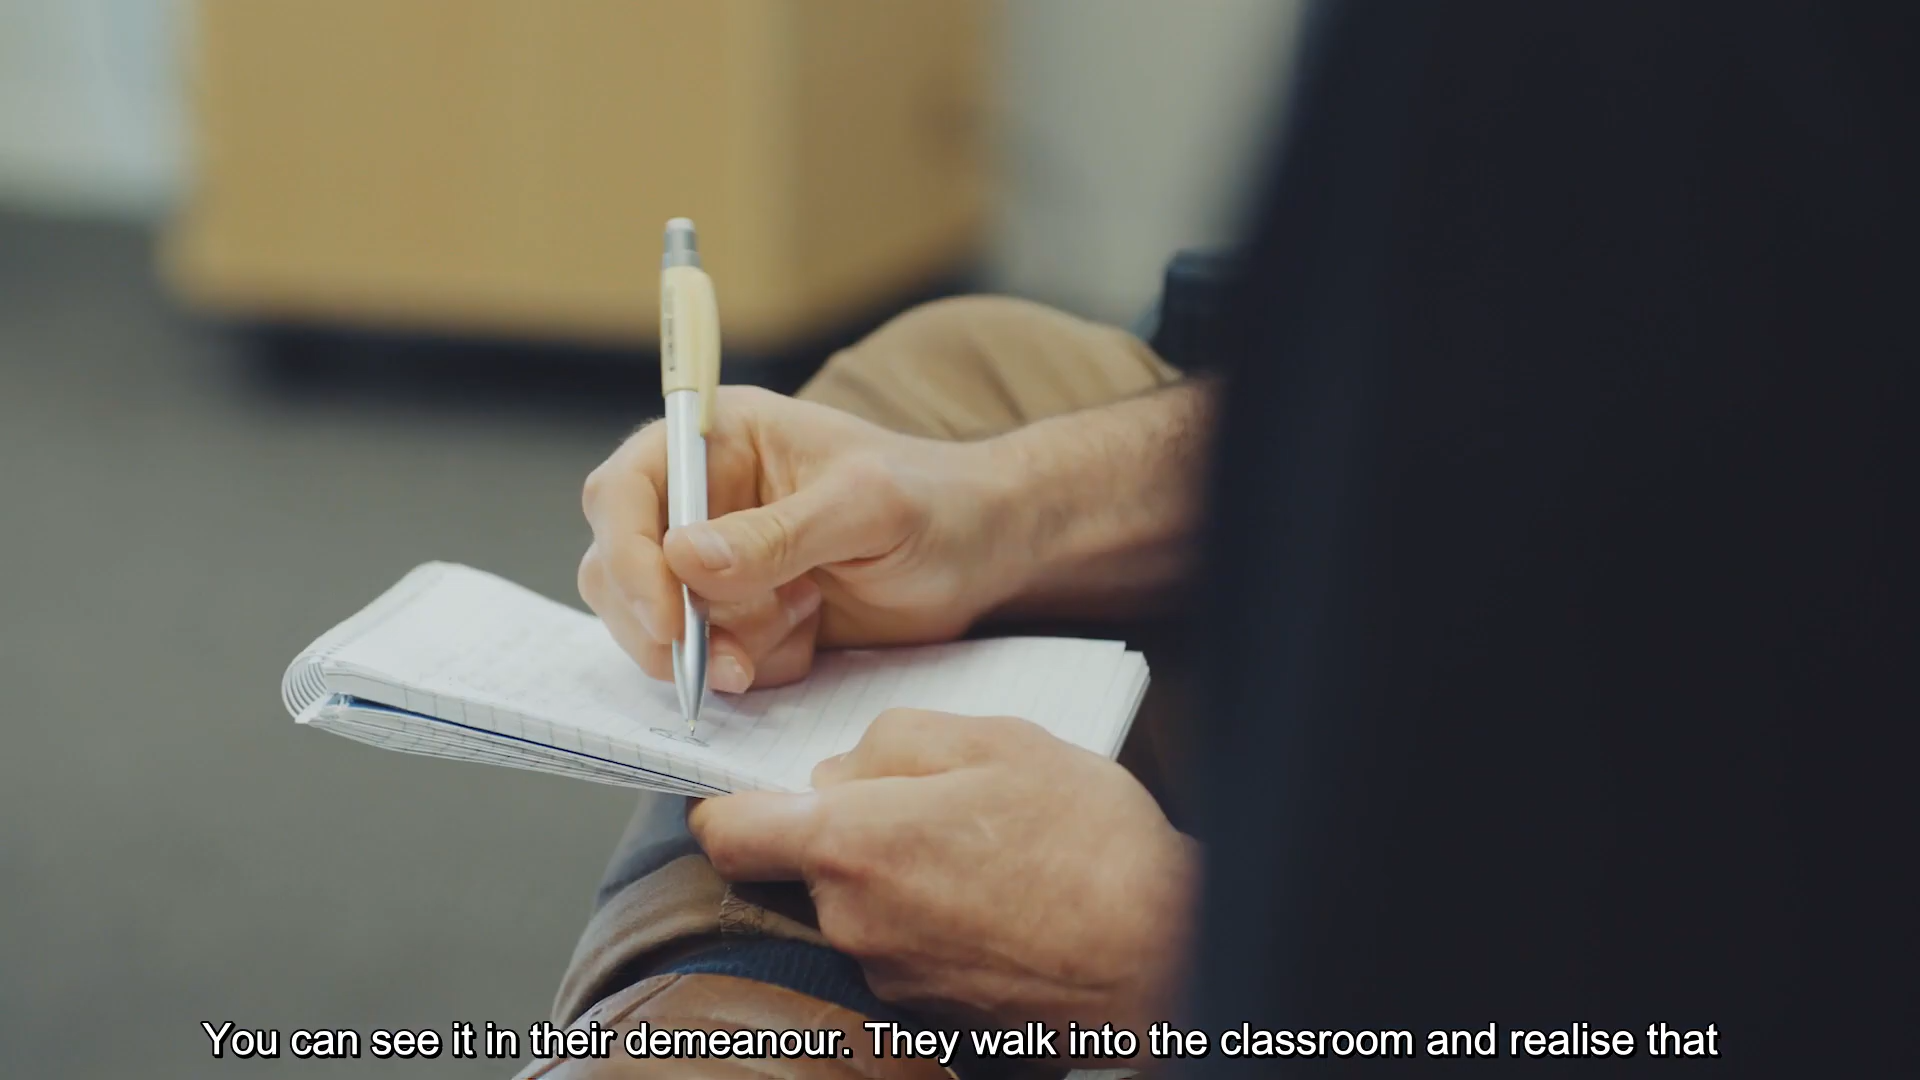 You can see it in their demeanour. They walk into the classroom and realise that